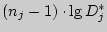 (n_j − 1) · lg D_j^*